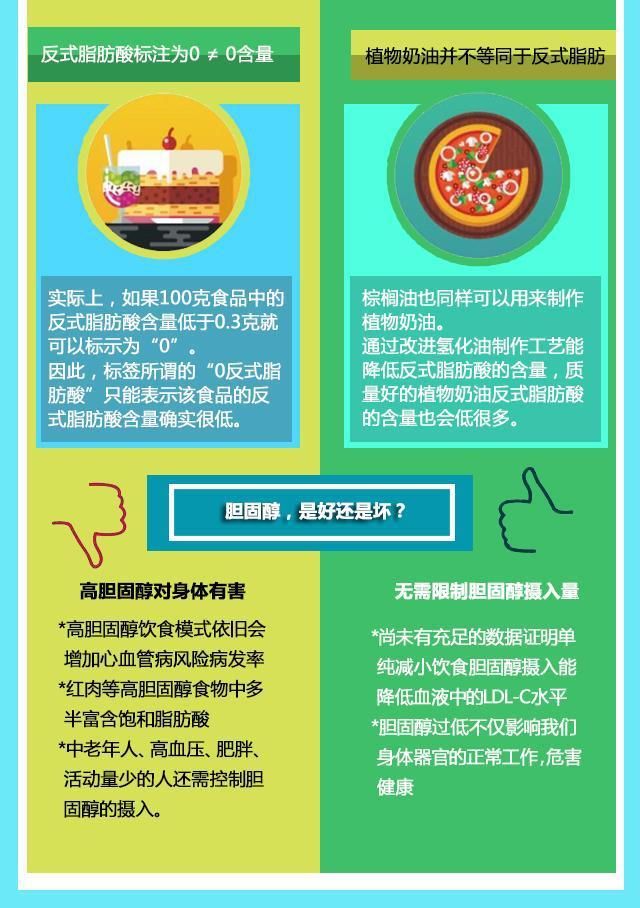 反式脂肪酸标注为0 ≠ 0含量
实际上，如果100克食品中的
反式脂肪酸含量低于0.3克就
可以标示为“0”。
因此，标签所谓的“0反式脂
肪酸”只能表示该食品的反
式脂肪酸含量确实很低。
植物奶油并不等同于反式脂肪
棕榈油也同样可以用来制作
植物奶油。
通过改进氢化油制作工艺能
降低反式脂肪酸的含量，质
量好的植物奶油反式脂肪酸
的含量也会低很多。
胆固醇，是好还是坏？
高胆固醇对身体有害
*高胆固醇饮食模式依旧会
增加心血管病风险病发率
*红肉等高胆固醇食物中多
半富含饱和脂肪酸
*中老年人、高血压、肥胖、
活动量少的人还需控制胆
固醇的摄入。
无需限制胆固醇摄入量
*尚未有充足的数据证明单
纯减小饮食胆固醇摄入能
降低血液中的LDL-C水平
*胆固醇过低不仅影响我们
身体器官的正常工作,危害
健康